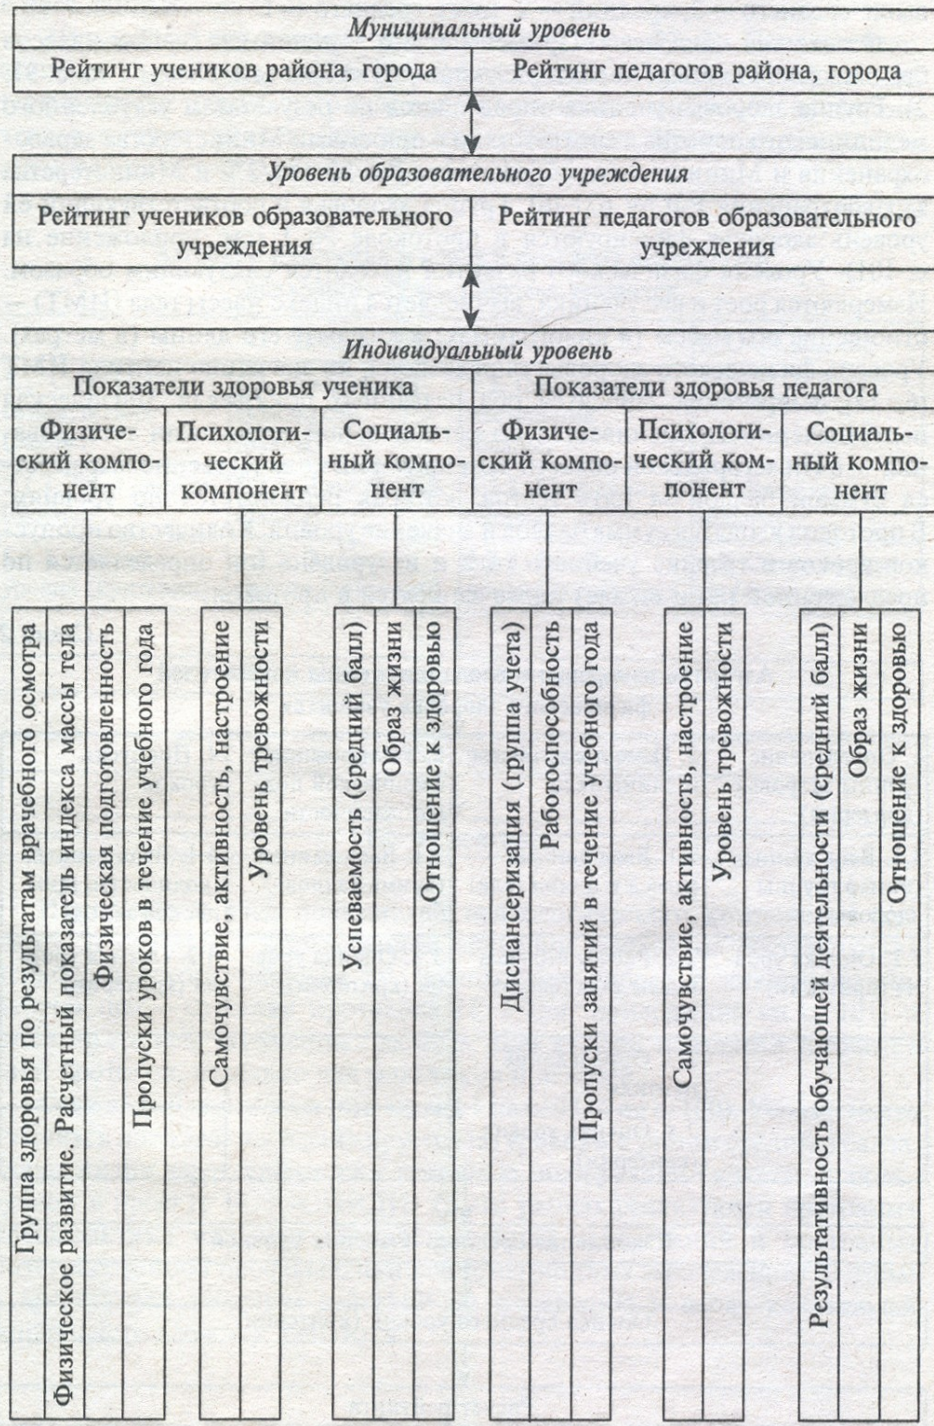 Муниципальный уровень
Рейтинг учеников района, города
Рейтинг педагогов района, города
Уровень образовательного учреждения
Рейтинг учеников образовательного
учреждения
Рейтинг педагогов образовательного
учреждения
Индивидуальный уровень
Показатели здоровья ученика
Показатели здоровья педагога
Физиче-
ский компо-
нент
Психологи-
ческий
компонент
Социаль-
ный компо-
нент
Физиче-
ский компо-
нент
Психологи-
ческий ком-
понент
Социальный
компонент
Группа здоровья по результатам врачебного осмотра
Физическое развитие. Расчетный показатель индекса массы тела
Физическая подготовленность
Пропуски уроков в течение учебного года
Самочувствие, активность, настроение
Уровень тревожности
Успеваемость (средний балл)
Образ жизни
Отношение к здоровью
Диспансеризация (группа учета)
Работоспособность
Пропуски занятий в течение учебного года
Самочувствие, активность, настроение
Уровень тревожности
Результативность обучающей деятельности (средний балл)
Образ жизни
Отношение к здоровью